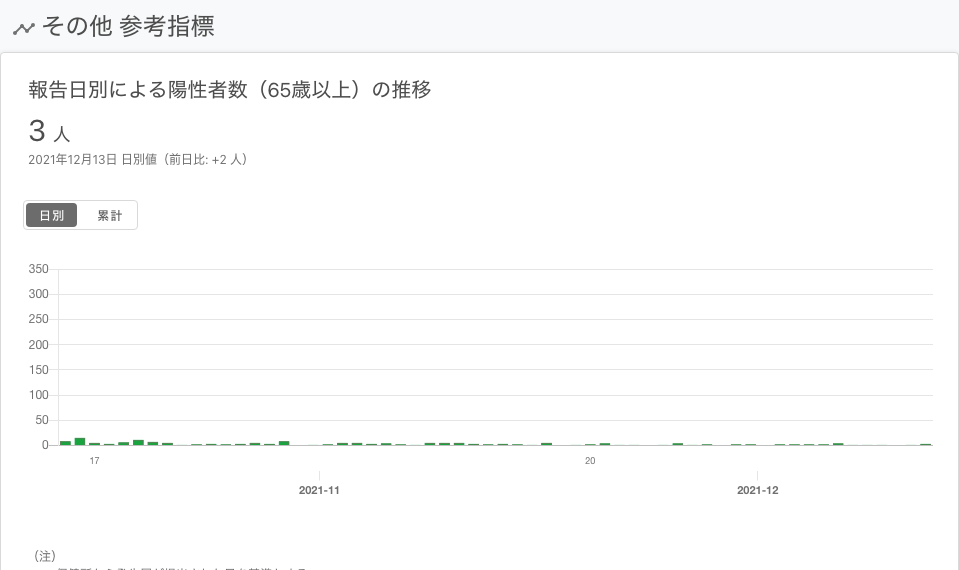 その他 参考指標
報告日別による陽性者数（65歳以上）の推移
3 人
2021年12月13日 日別値（前日比: +2 人）
日別 累計
350
300
250
200
150
100
50
0
17 20
2021-11 2021-12
（注）